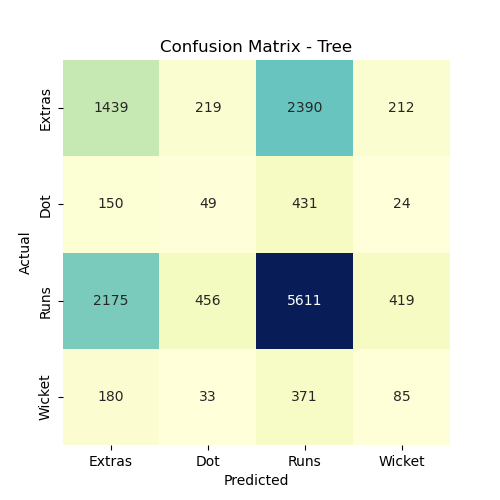 Confusion Matrix - Tree
Extras 1439 219 2390 212
Dot 150 49 431 24
Actual
Runs 2175 456 5611 419
Wicket 180 33 371 85
Extras Dot Runs Wicket
Predicted